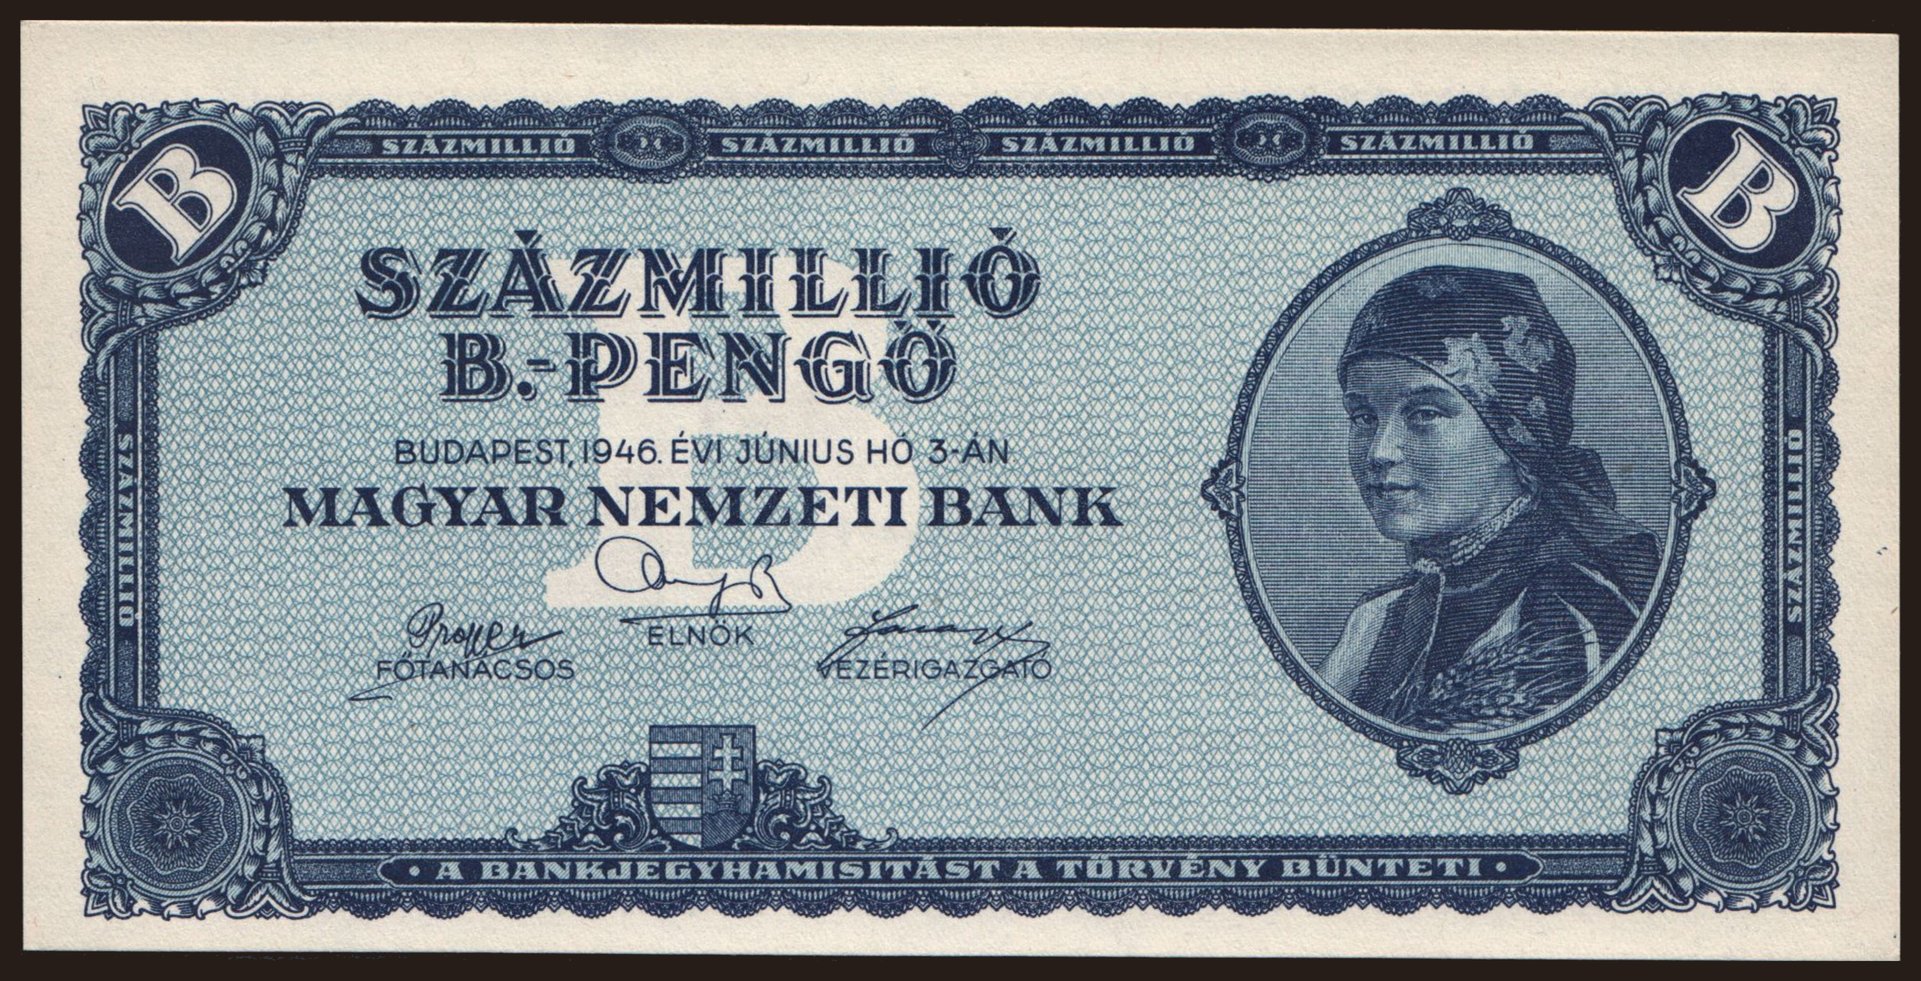 SZÁZMILLIÓ SZÁZMILLIÓ SZÁZMILLIÓ SZÁZMILLIÓ
B
B
SZÁZMILLIÓ
B.-PENGŐ
BUDAPEST, 1946. ÉVI JÚNIUS HÓ 3-ÁN
MAGYAR NEMZETI BANK
B
ELNÖK
FŐTANÁCSOS
VEZÉRIGAZGATÓ
SZÁZMILLIÓ
SZÁZMILLIÓ
• A BANKJEGYHAMISITÁST A TÖRVÉNY BÜNTETI •